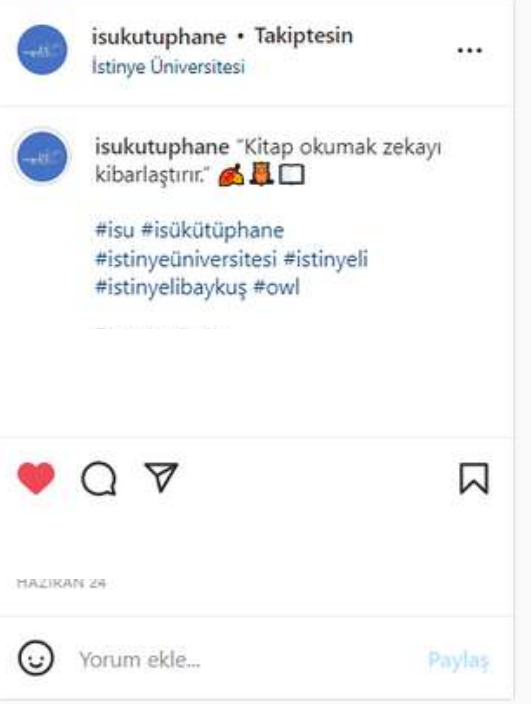 isukutuphane • Takiptesin
İstinye Üniversitesi
isukutuphane "Kitap okumak zekayı
kibarlaştırır."
#isu #isükütüphane
#istinyeüniversitesi #istinyeli
#istinyelibaykuş #owl
HAZİRAN 24
Yorum ekle...
Paylaş